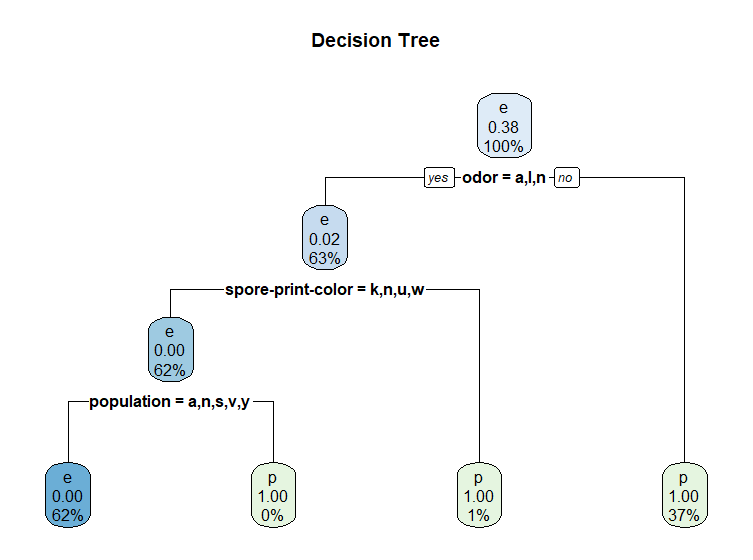 Decision Tree
e
0.38
100%
yes odor = a,l,n no
e
0.02
63%
spore-print-color = k,n,u,w
e
0.00
62%
population = a,n,s,v,y
e
0.00
62%
p
1.00
0%
p
1.00
1%
p
1.00
37%